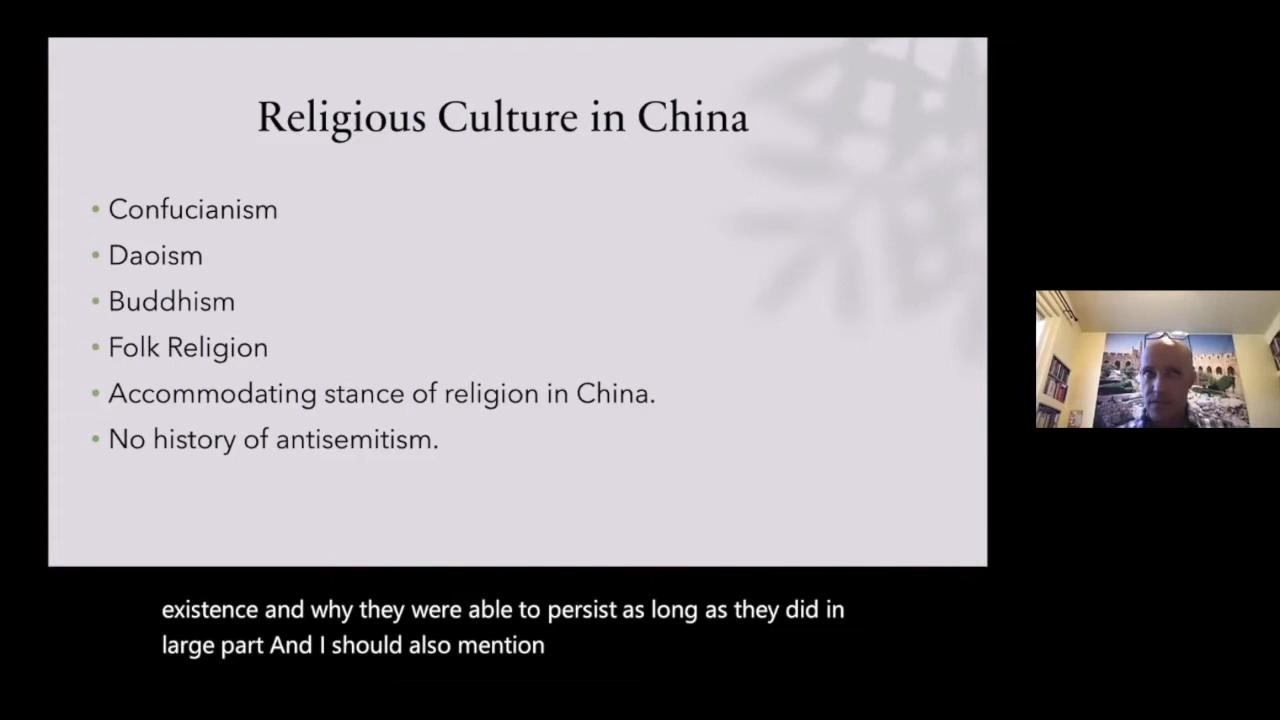 Religious Culture in China
• Confucianism
• Daoism
• Buddhism
• Folk Religion
• Accommodating stance of religion in China.
• No history of antisemitism.
existence and why they were able to persist as long as they did in
large part And I should also mention